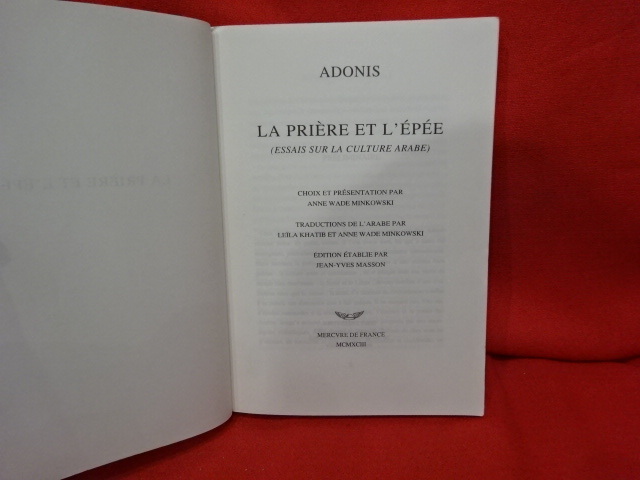 ADONIS
LA PRIÈRE ET L'ÉPÉE
(ESSAIS SUR LA CULTURE ARABE)
CHOIX ET PRÉSENTATION PAR
ANNE WADE MINKOWSKI
TRADUCTIONS DE L'ARABE PAR
LEÏLA KHATIB ET ANNE WADE MINKOWSKI
ÉDITION ÉTABLIE PAR
JEAN-YVES MASSON
MERCVRE DE FRANCE
MCMXCIII